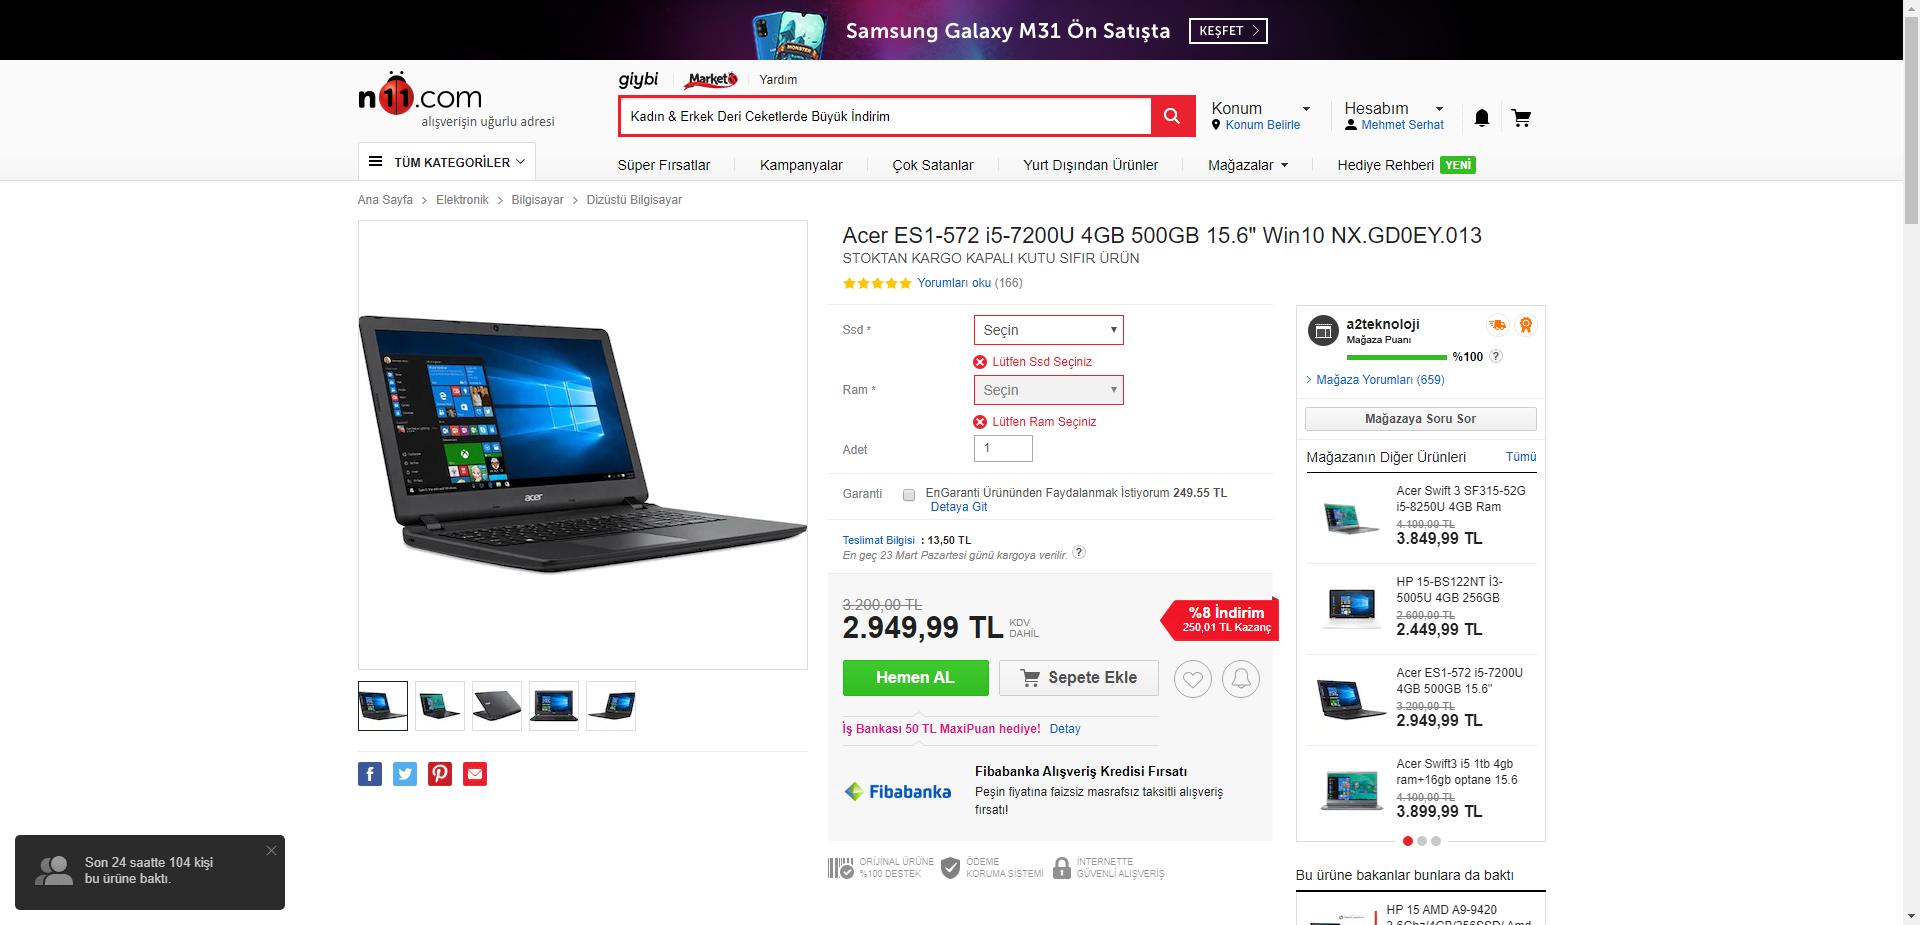 Samsung Galaxy M31 Ön Satışta
KEŞFET
giybi
Market
Yardım
n11.com
alışverişin uğurlu adresi
Kadın & Erkek Deri Ceketlerde Büyük İndirim
Konum
Konum Belirle
Hesabım
Mehmet Serhat
TÜM KATEGORİLER
Süper Fırsatlar
Kampanyalar
Çok Satanlar
Yurt Dışından Ürünler
Mağazalar
Hediye Rehberi YENİ
Ana Sayfa > Elektronik > Bilgisayar > Dizüstü Bilgisayar
Acer ES1-572 i5-7200U 4GB 500GB 15.6" Win10 NX.GD0EY.013
STOKTAN KARGO KAPALI KUTU SIFIR ÜRÜN
Yorumları oku (166)
Ssd *
Seçin
Lütfen Ssd Seçiniz
Ram *
Seçin
Lütfen Ram Seçiniz
Adet
1
Garanti
EnGaranti Ürününden Faydalanmak İstiyorum 249.55 TL
Detaya Git
Teslimat Bilgisi : 13,50 TL
En geç 23 Mart Pazartesi günü kargoya verilir. ?
3.200,00 TL
2.949,99 TL
KDV
DAHİL
%8 İndirim
250,01 TL Kazanç
Hemen AL
Sepete Ekle
İş Bankası 50 TL MaxiPuan hediye! Detay
Fibabanka
Fibabanka Alışveriş Kredisi Fırsatı
Peşin fiyatına faizsiz masrafsız taksitli alışveriş
fırsatı!
ORİJİNAL ÜRÜNE
%100 DESTEK
ÖDEME
KORUMA SİSTEMİ
İNTERNETTE
GÜVENLİ ALIŞVERİŞ
a2teknoloji
Mağaza Puanı
%100 ?
Mağaza Yorumları (659)
Mağazaya Soru Sor
Mağazanın Diğer Ürünleri
Tümü
Acer Swift 3 SF315-52G
i5-8250U 4GB Ram
4.100,00 TL
3.849,99 TL
HP 15-BS122NT İ3-
5005U 4GB 256GB
2.600,00 TL
2.449,99 TL
Acer ES1-572 i5-7200U
4GB 500GB 15.6"
3.200,00 TL
2.949,99 TL
Acer Swift3 i5 1tb 4gb
ram+16gb optane 15.6
4.100,00 TL
3.899,99 TL
Bu ürüne bakanlar bunlara da baktı
HP 15 AMD A9-9420
acer
Son 24 saatte 104 kişi
bu ürüne baktı.